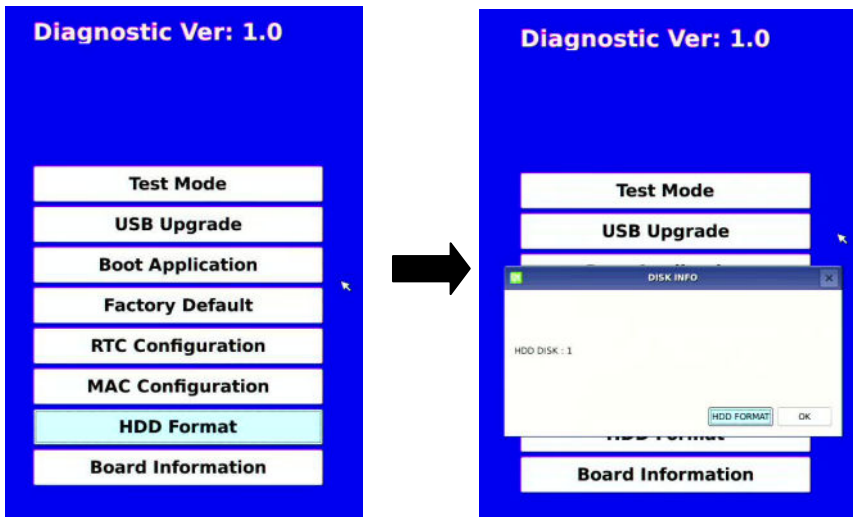 Diagnostic Ver: 1.0
Test Mode
USB Upgrade
Boot Application
Factory Default
RTC Configuration
MAC Configuration
HDD Format
Board Information
Diagnostic Ver: 1.0
Test Mode
USB Upgrade
DISK INFO
HDD DISK : 1
HDD FORMAT
OK
HDD Format
Board Information